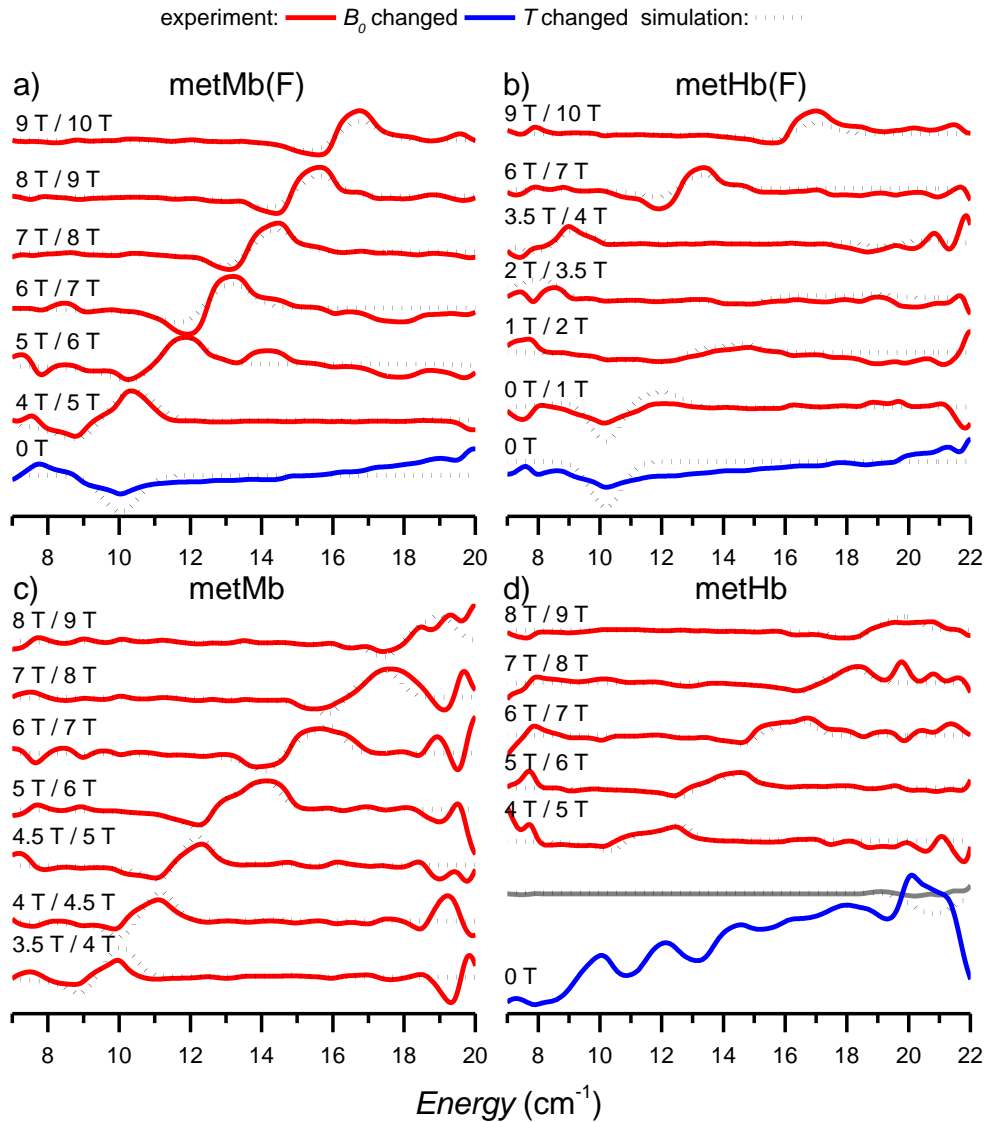 experiment: B0 changed T changed simulation:
a) metMb(F)
9 T / 10 T
8 T / 9 T
7 T / 8 T
6 T / 7 T
5 T / 6 T
4 T / 5 T
0 T
8 10 12 14 16 18 20
b) metHb(F)
9 T / 10 T
6 T / 7 T
3.5 T / 4 T
2 T / 3.5 T
1 T / 2 T
0 T / 1 T
0 T
8 10 12 14 16 18 20 22
c) metMb
8 T / 9 T
7 T / 8 T
6 T / 7 T
5 T / 6 T
4.5 T / 5 T
4 T / 4.5 T
3.5 T / 4 T
8 10 12 14 16 18 20
d) metHb
8 T / 9 T
7 T / 8 T
6 T / 7 T
5 T / 6 T
4 T / 5 T
0 T
8 10 12 14 16 18 20 22
Energy (cm-1)